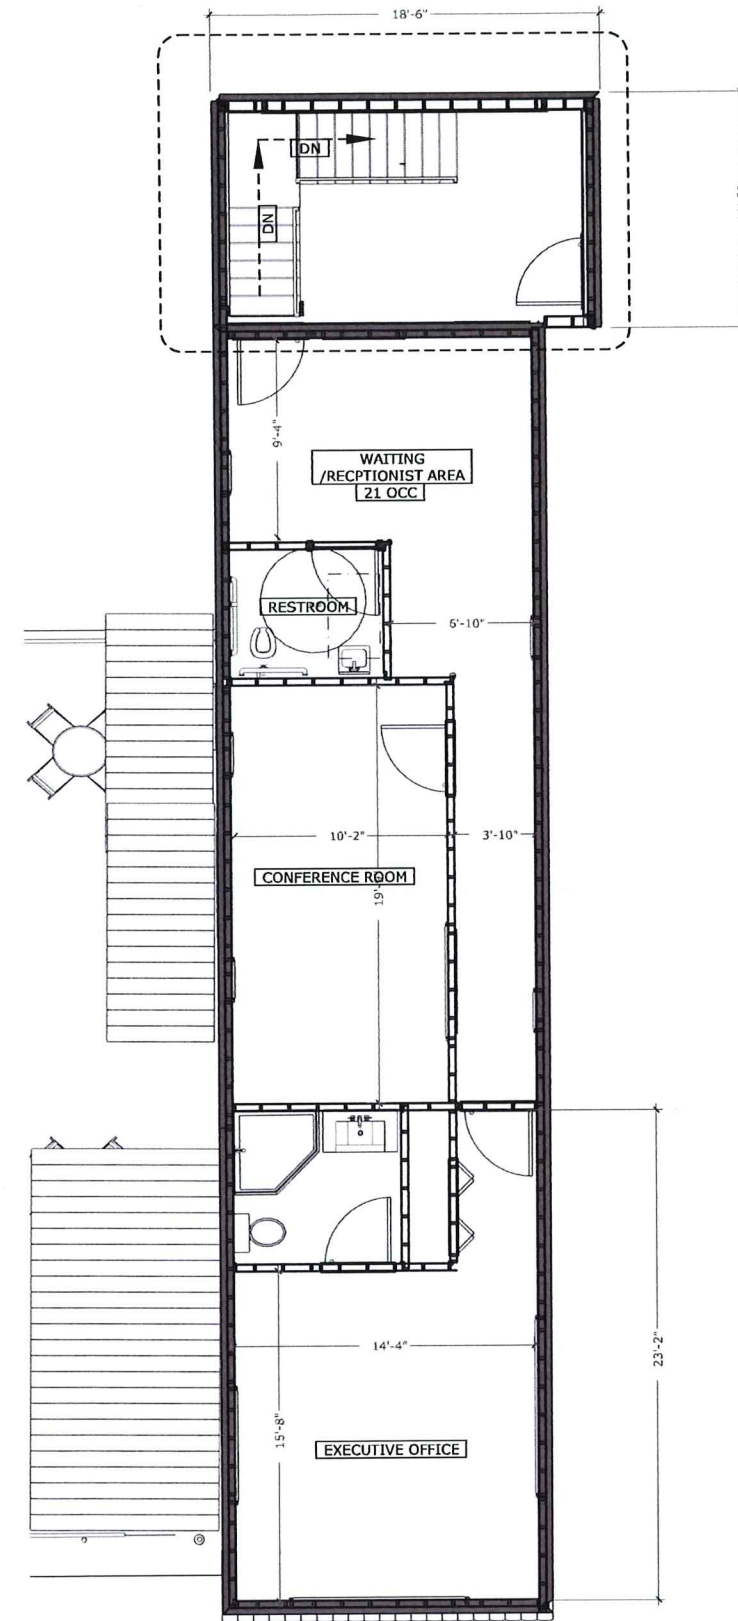 18'-6"
DN
DN
9'-4"
WAITING
/RECPTIONIST AREA
21 OCC
RESTROOM
6'-10"
10'-2"
3'-10"
CONFERENCE ROOM
14'-4"
23'-2"
15'-8"
EXECUTIVE OFFICE